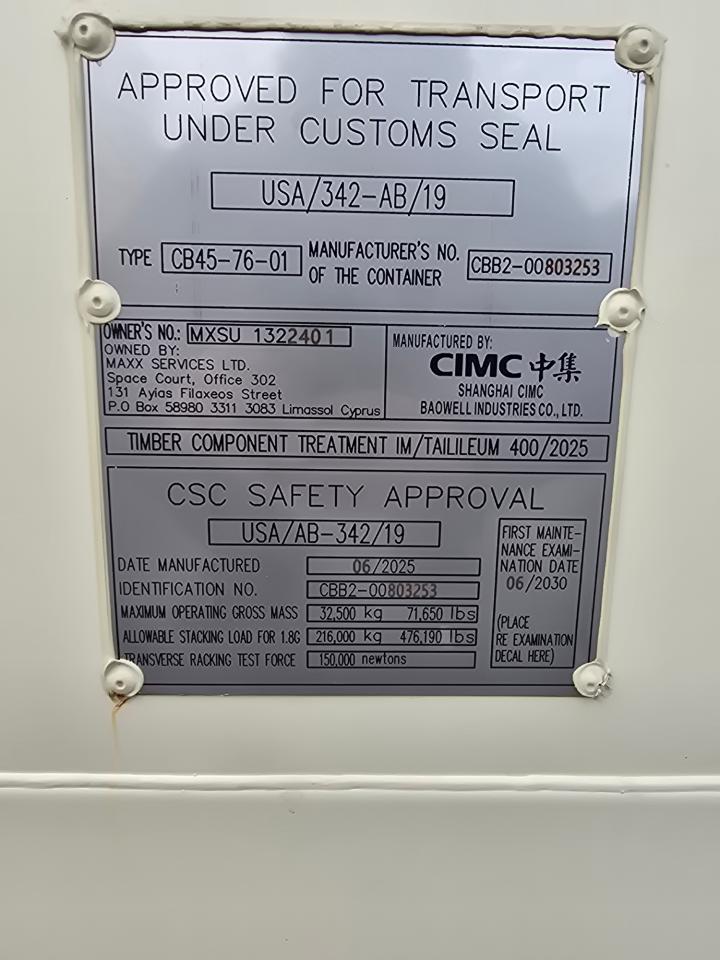 APPROVED FOR TRANSPORT
UNDER CUSTOMS SEAL
USA/342-AB/19
TYPE CB45-76-01 MANUFACTURER'S NO. OF THE CONTAINER CBB2-00803253
OWNER'S NO.: MXSU 1322401
OWNED BY:
MAXX SERVICES LTD.
Space Court, Office 302
131 Ayias Filaxeos Street
P.O Box 58980 3311 3083 Limassol Cyprus
MANUFACTURED BY:
CIMC 中集
SHANGHAI CIMC
BAOWELL INDUSTRIES CO., LTD.
TIMBER COMPONENT TREATMENT IM/TAILILEUM 400/2025
CSC SAFETY APPROVAL
USA/AB-342/19
DATE MANUFACTURED 06/2025
IDENTIFICATION NO. CBB2-00803253
MAXIMUM OPERATING GROSS MASS 32,500 kg 71,650 lbs
ALLOWABLE STACKING LOAD FOR 1.8G 216,000 kg 476,190 lbs
TRANSVERSE RACKING TEST FORCE 150,000 newtons
FIRST MAINTE-
NANCE EXAMI-
NATION DATE
06/2030
(PLACE
RE EXAMINATION
DECAL HERE)